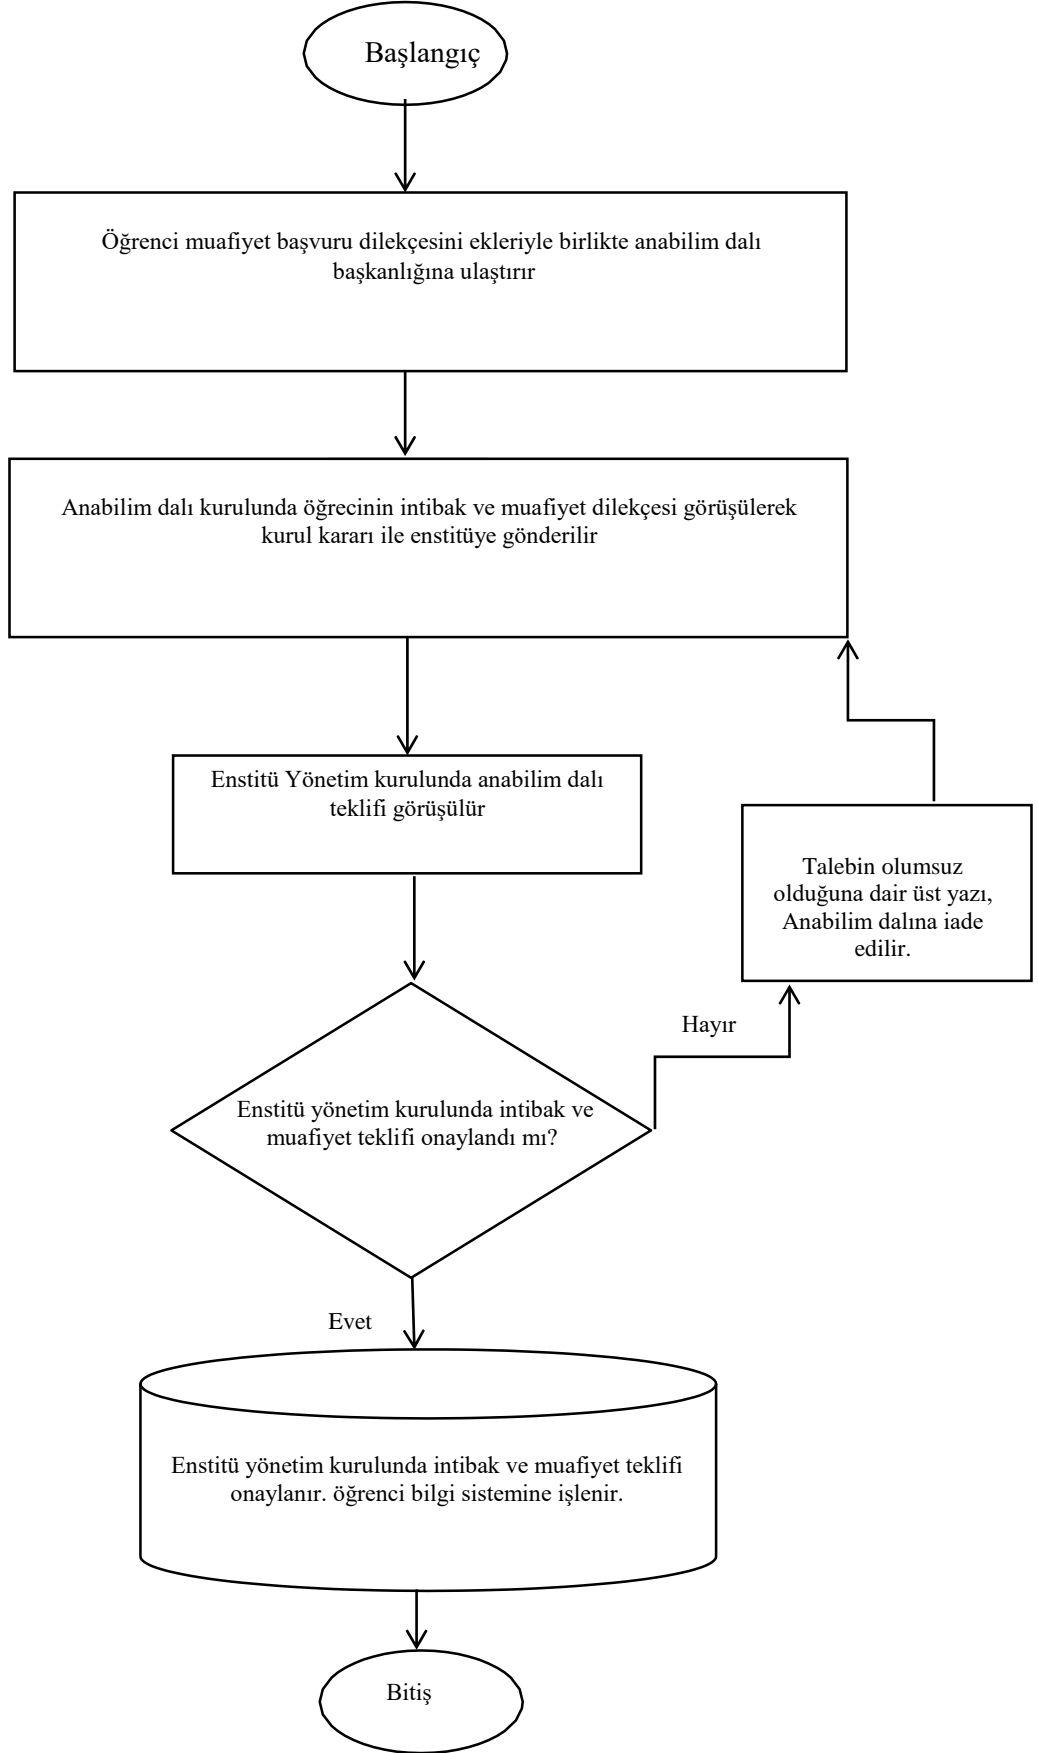 Başlangıç
Öğrenci muafiyet başvuru dilekçesini ekleriyle birlikte anabilim dalı
başkanlığına ulaştırır
Anabilim dalı kurulunda öğrecinin intibak ve muafiyet dilekçesi görüşülerek
kurul kararı ile enstitüye gönderilir
Enstitü Yönetim kurulunda anabilim dalı
teklifi görüşülür
Talebin olumsuz
olduğuna dair üst yazı,
Anabilim dalına iade
edilir.
Hayır
Enstitü yönetim kurulunda intibak ve
muafiyet teklifi onaylandı mı?
Evet
Enstitü yönetim kurulunda intibak ve muafiyet teklifi
onaylanır. öğrenci bilgi sistemine işlenir.
Bitiş